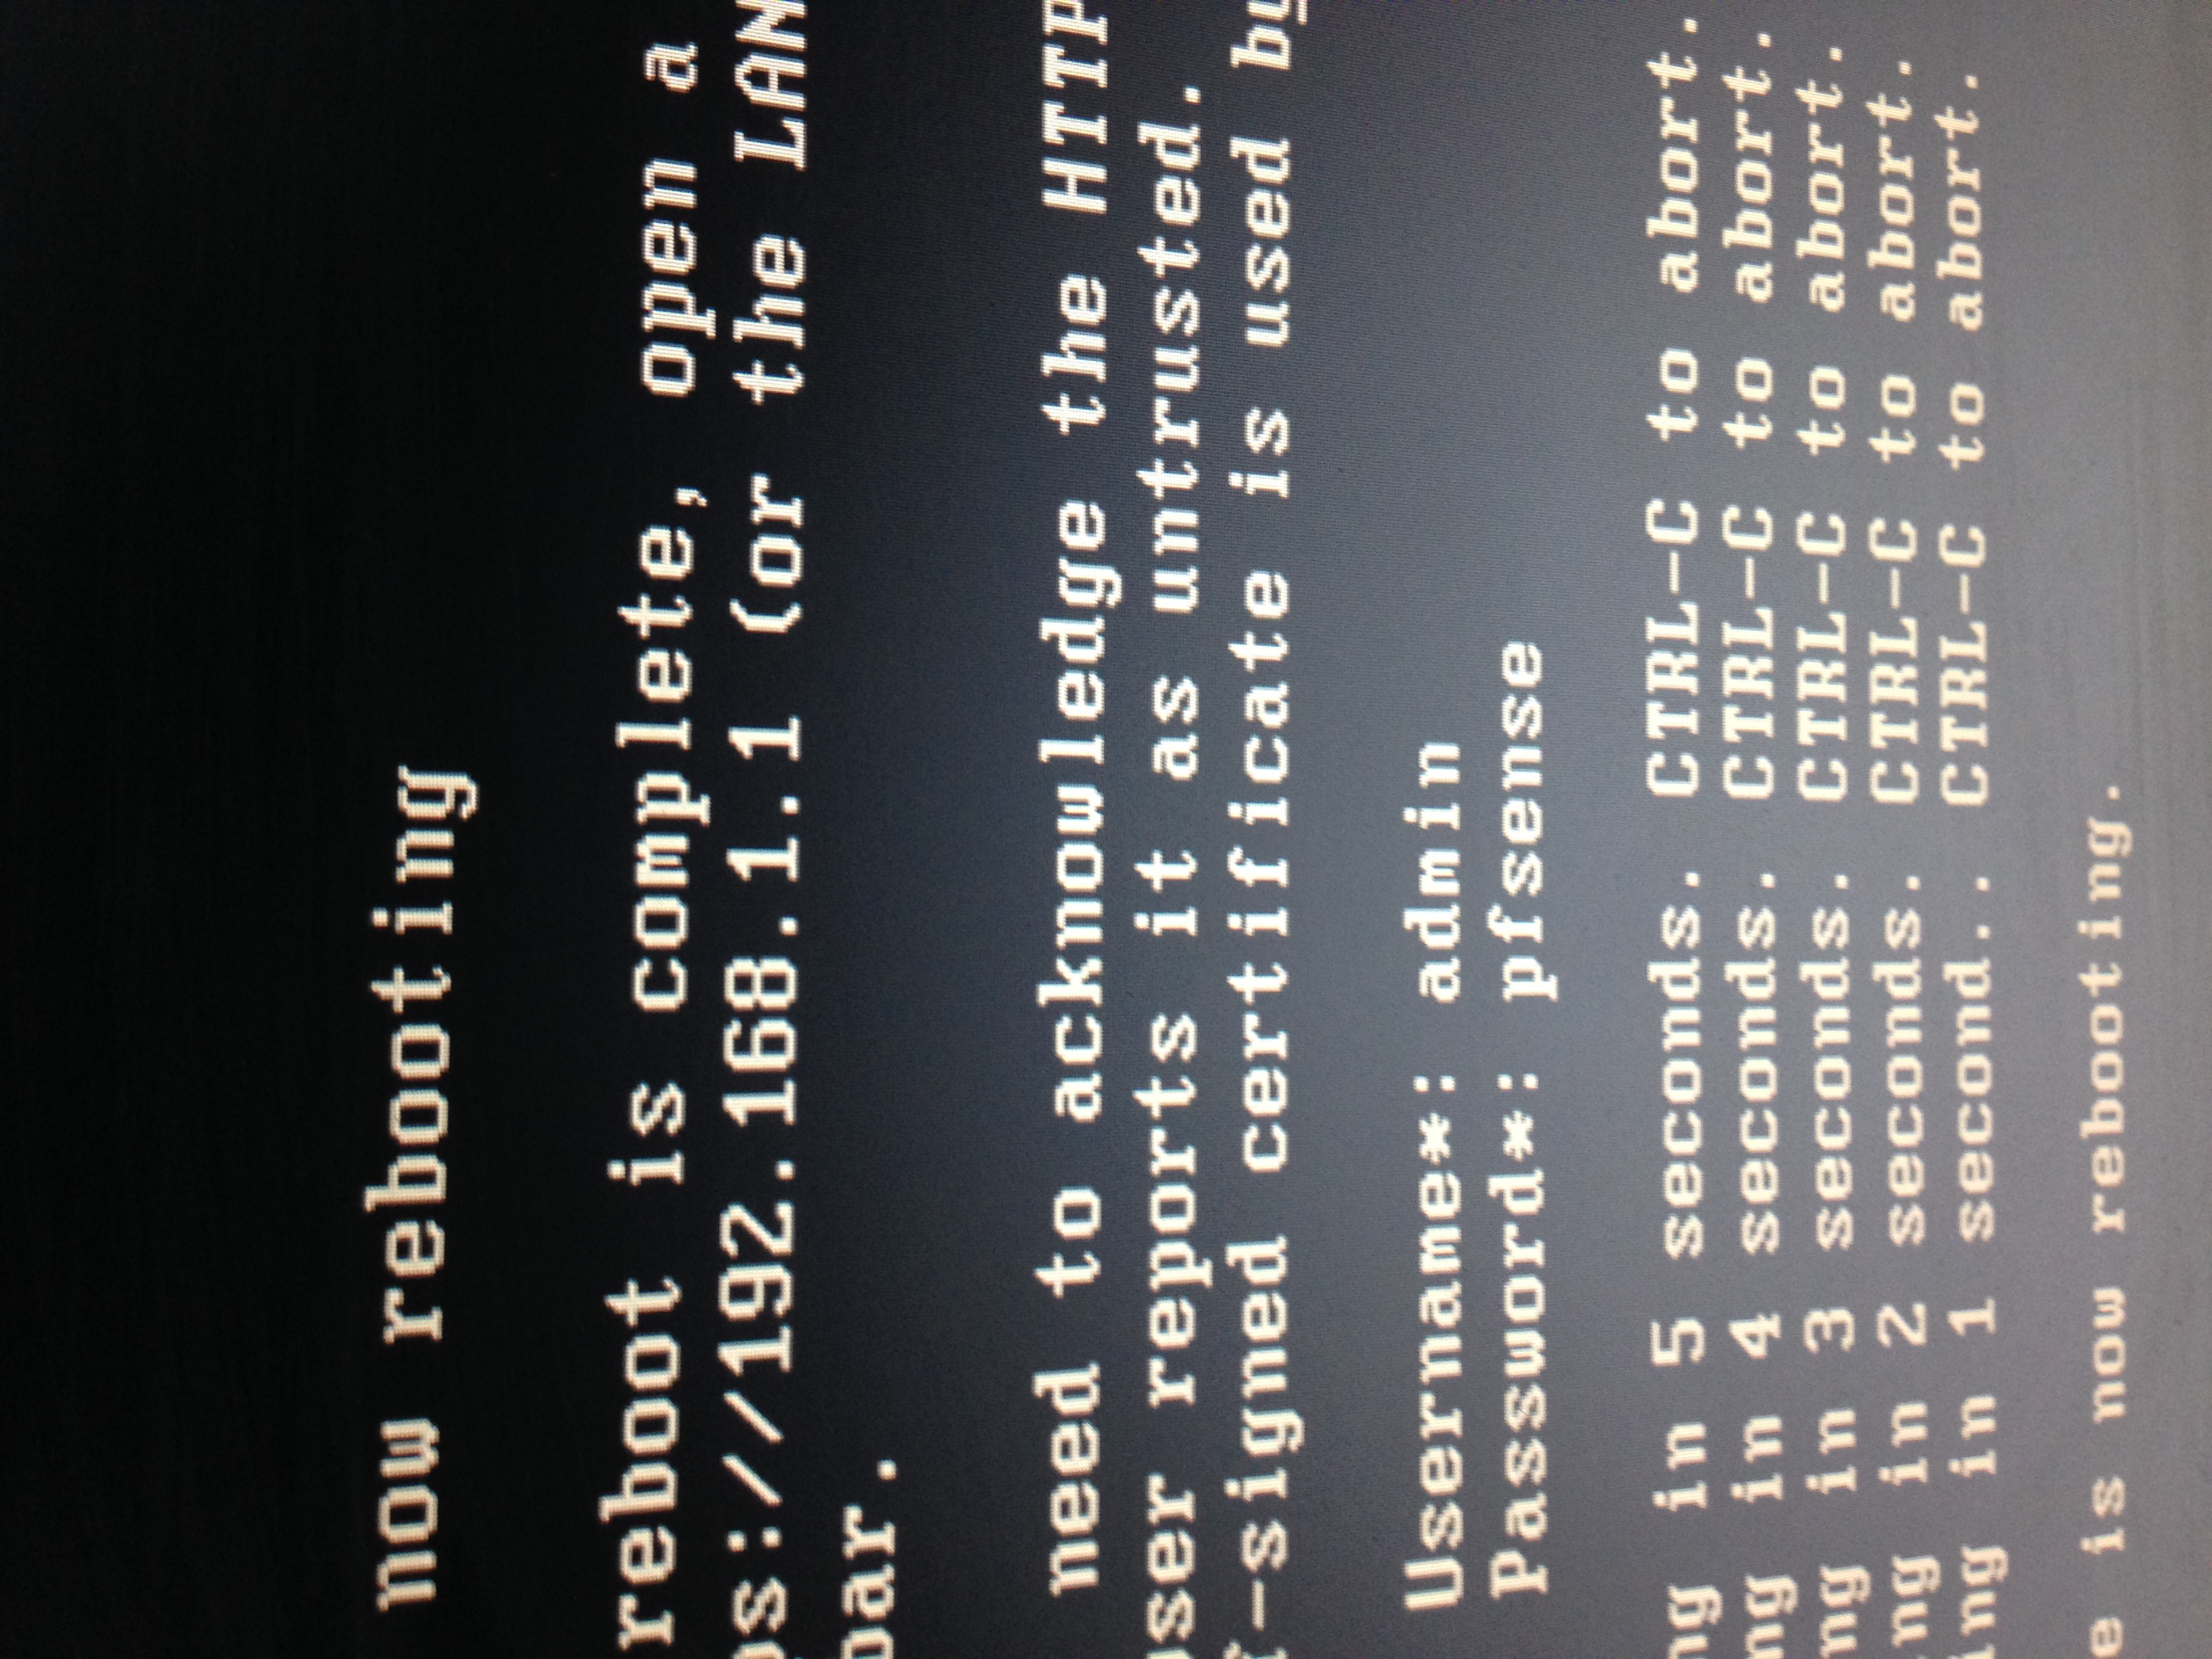 now rebooting
reboot is complete, open a
ps://192.168.1.1 (or the LAN
bar.
need to acknowledge the HTTP
wser reports it as untrusted.
f-signed certificate is used by
Username*: admin
Password*: pfsense
ng in 5 seconds. CTRL-C to abort.
ng in 4 seconds. CTRL-C to abort.
ng in 3 seconds. CTRL-C to abort.
ing in 2 seconds. CTRL-C to abort.
ing in 1 second.. CTRL-C to abort.
e is now rebooting.